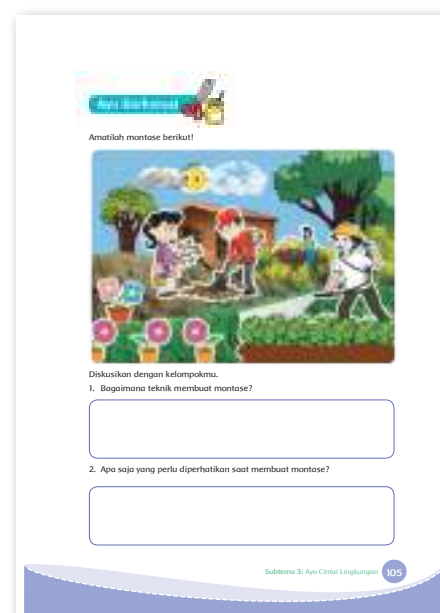 Amatilah montase berikut!
Diskusikan dengan kelompokmu.
1. Bagaimana teknik membuat montase?
2. Apa saja yang perlu diperhatikan saat membuat montase?
Subtema 3: Ayo Cintai Lingkungan 105